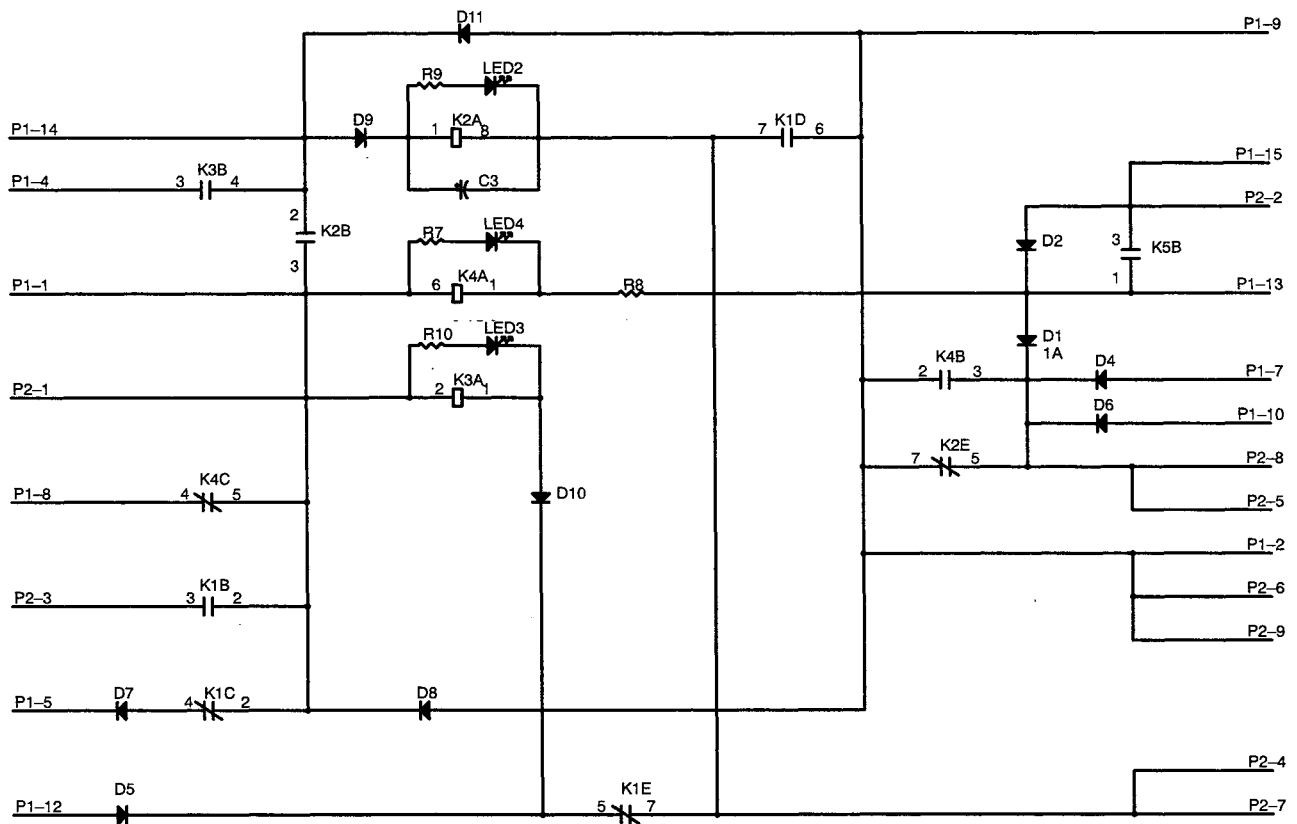 D11
P1–9
R9 LED2
P1–14 D9 1 K2A 8 7 K1D 6
P1–15
P1–4 3 K3B 4 C3
P2–2
2 K2B 3
R7 LED4
D2 3 K5B 1
P1–1 6 K4A 1 R8 P1–13
R10 LED3
D1
1A
2 K4B 3 D4 P1–7
P2–1 2 K3A 1
D6 P1–10
7 K2E 5 P2–8
P1–8 4 K4C 5 D10
P2–5
P1–2
P2–3 3 K1B 2 P2–6
P2–9
P1–5 D7 4 K1C 2 D8
P2–4
P1–12 D5 5 K1E 7 P2–7